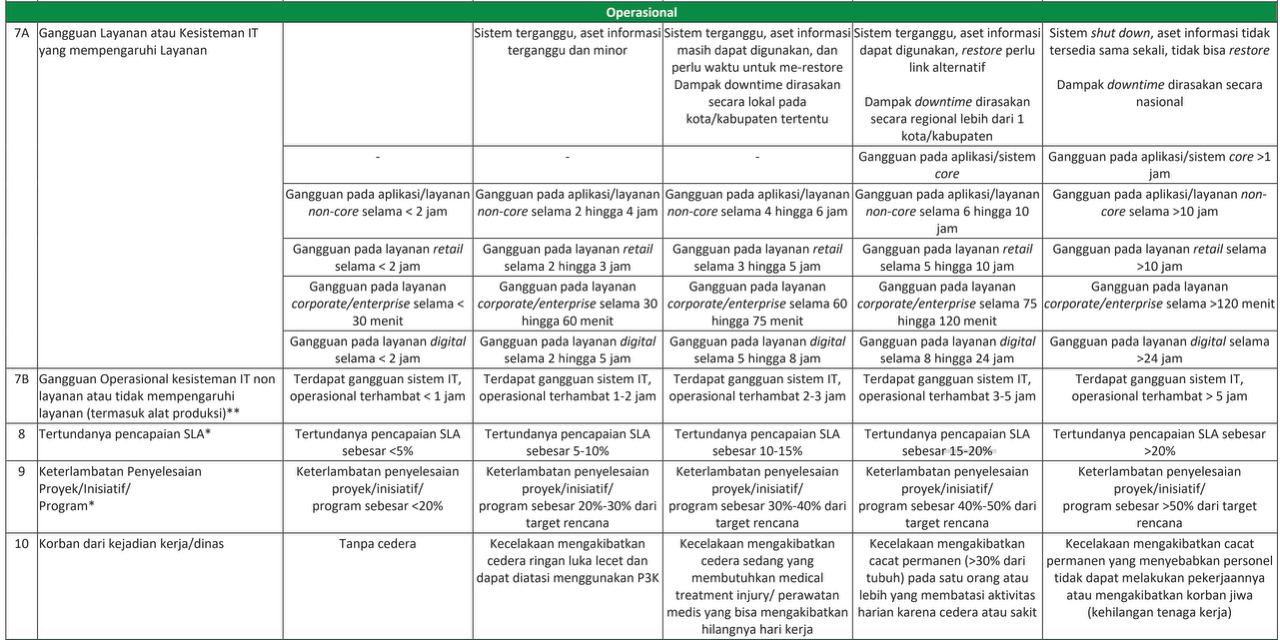 Operasional
7A
Gangguan Layanan atau Kesisteman IT
yang mempengaruhi Layanan
Sistem terganggu, aset informasi
terganggu dan minor
Sistem terganggu, aset informasi
masih dapat digunakan, dan
perlu waktu untuk me-restore
Dampak downtime dirasakan
secara lokal pada
kota/kabupaten tertentu
Sistem terganggu, aset informasi
dapat digunakan, restore perlu
link alternatif
Dampak downtime dirasakan
secara regional lebih dari 1
kota/kabupaten
Sistem shut down, aset informasi tidak
tersedia sama sekali, tidak bisa restore
Dampak downtime dirasakan secara
nasional
-
-
-
Gangguan pada aplikasi/sistem
core
Gangguan pada aplikasi/sistem core >1
jam
Gangguan pada aplikasi/layanan
non-core selama < 2 jam
Gangguan pada aplikasi/layanan
non-core selama 2 hingga 4 jam
Gangguan pada aplikasi/layanan
non-core selama 4 hingga 6 jam
Gangguan pada aplikasi/layanan
non-core selama 6 hingga 10
jam
Gangguan pada aplikasi/layanan non-
core selama >10 jam
Gangguan pada layanan retail
selama < 2 jam
Gangguan pada layanan retail
selama 2 hingga 3 jam
Gangguan pada layanan retail
selama 3 hingga 5 jam
Gangguan pada layanan retail
selama 5 hingga 10 jam
Gangguan pada layanan retail selama
>10 jam
Gangguan pada layanan
corporate/enterprise selama <
30 menit
Gangguan pada layanan
corporate/enterprise selama 30
hingga 60 menit
Gangguan pada layanan
corporate/enterprise selama 60
hingga 75 menit
Gangguan pada layanan
corporate/enterprise selama 75
hingga 120 menit
Gangguan pada layanan
corporate/enterprise selama >120 menit
Gangguan pada layanan digital
selama < 2 jam
Gangguan pada layanan digital
selama 2 hingga 5 jam
Gangguan pada layanan digital
selama 5 hingga 8 jam
Gangguan pada layanan digital
selama 8 hingga 24 jam
Gangguan pada layanan digital selama
>24 jam
7B
Gangguan Operasional kesisteman IT non
layanan atau tidak mempengaruhi
layanan (termasuk alat produksi)**
Terdapat gangguan sistem IT,
operasional terhambat < 1 jam
Terdapat gangguan sistem IT,
operasional terhambat 1-2 jam
Terdapat gangguan sistem IT,
operasional terhambat 2-3 jam
Terdapat gangguan sistem IT,
operasional terhambat 3-5 jam
Terdapat gangguan sistem IT,
operasional terhambat > 5 jam
8
Tertundanya pencapaian SLA*
Tertundanya pencapaian SLA
sebesar <5%
Tertundanya pencapaian SLA
sebesar 5-10%
Tertundanya pencapaian SLA
sebesar 10-15%
Tertundanya pencapaian SLA
sebesar 15-20%
Tertundanya pencapaian SLA sebesar
>20%
9
Keterlambatan Penyelesaian
Proyek/Inisiatif/
Program*
Keterlambatan penyelesaian
proyek/inisiatif/
program sebesar <20%
Keterlambatan penyelesaian
proyek/inisiatif/
program sebesar 20%-30% dari
target rencana
Keterlambatan penyelesaian
proyek/inisiatif/
program sebesar 30%-40% dari
target rencana
Keterlambatan penyelesaian
proyek/inisiatif/
program sebesar 40%-50% dari
target rencana
Keterlambatan penyelesaian
proyek/inisiatif/
program sebesar >50% dari target
rencana
10
Korban dari kejadian kerja/dinas
Tanpa cedera
Kecelakaan mengakibatkan
cedera ringan luka lecet dan
dapat diatasi menggunakan P3K
Kecelakaan mengakibatkan
cedera sedang yang
membutuhkan medical
treatment injury/ perawatan
medis yang bisa mengakibatkan
hilangnya hari kerja
Kecelakaan mengakibatkan
cacat permanen (>30% dari
tubuh) pada satu orang atau
lebih yang membatasi aktivitas
harian karena cedera atau sakit
Kecelakaan mengakibatkan cacat
permanen yang menyebabkan personel
tidak dapat melakukan pekerjaannya
atau mengakibatkan korban jiwa
(kehilangan tenaga kerja)